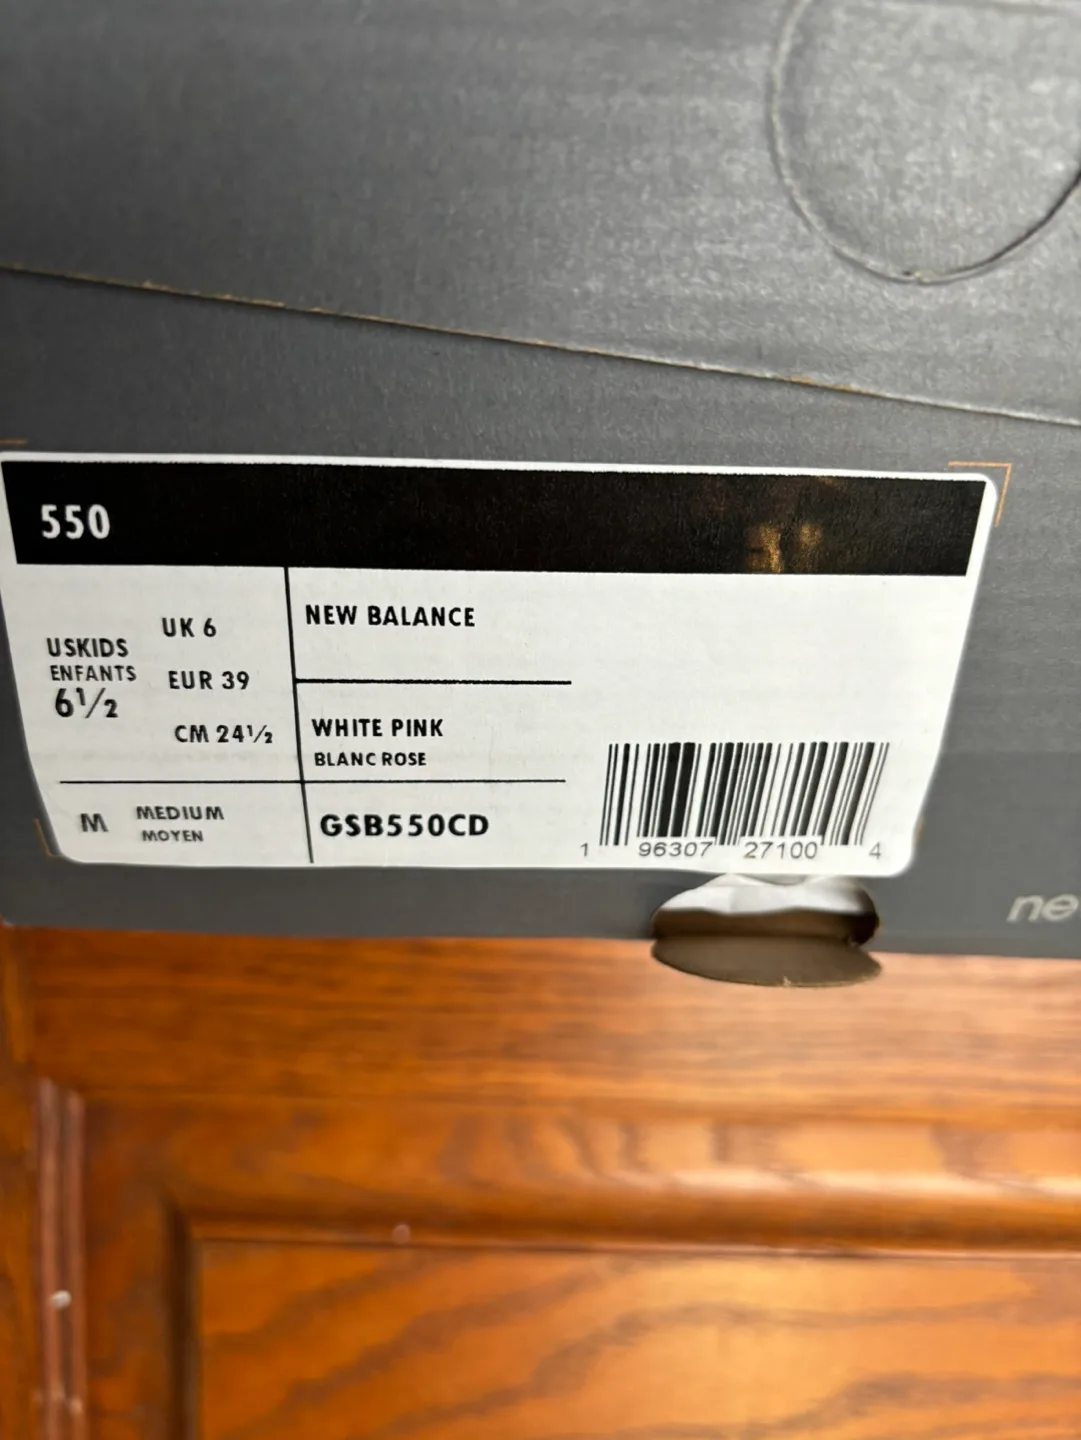 550
USKIDS
ENFANTS
6½
UK 6
EUR 39
CM 24½
NEW BALANCE
WHITE PINK
BLANC ROSE
M MEDIUM
MOYEN
GSB550CD
1 96307 27100 4
ne